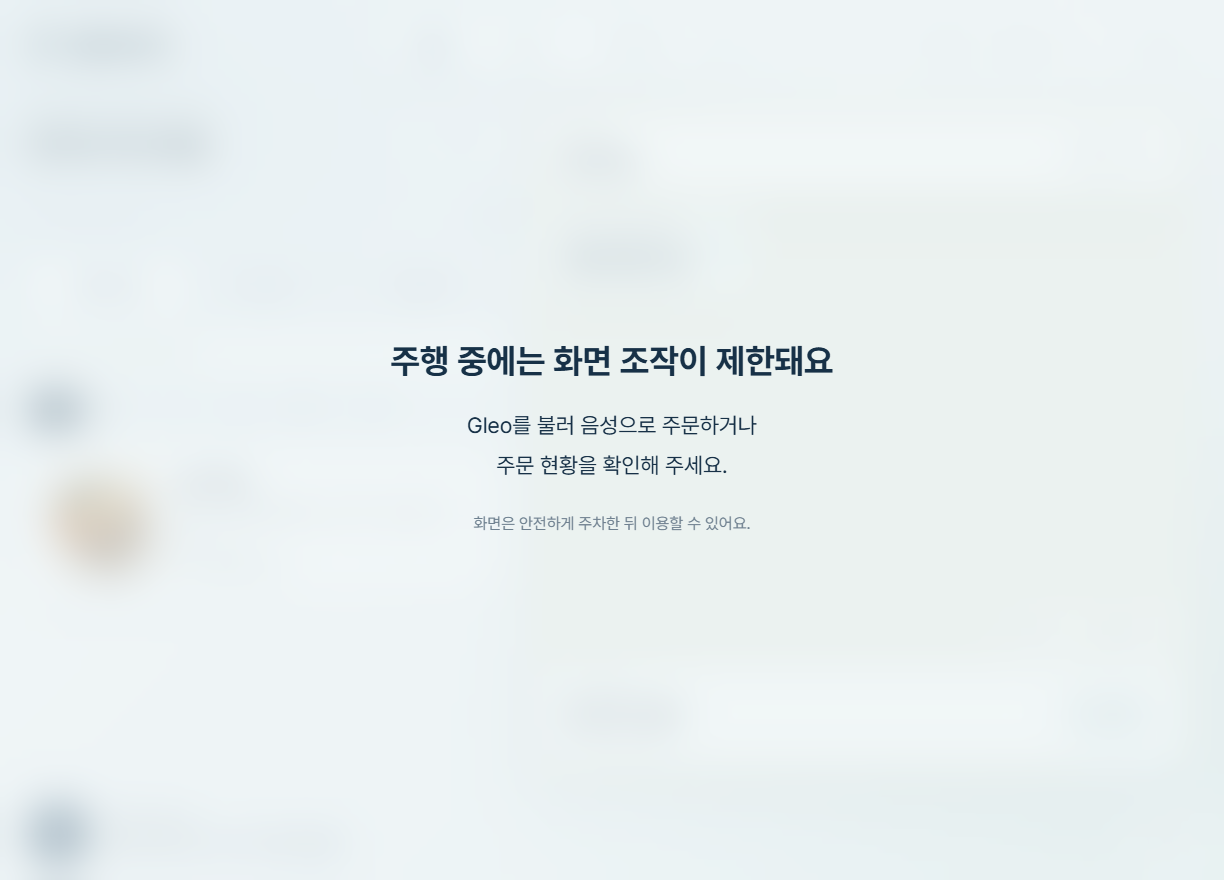 주행 중에는 화면 조작이 제한돼요
Gleo를 불러 음성으로 주문하거나
주문 현황을 확인해 주세요.
화면은 안전하게 주차한 뒤 이용할 수 있어요.